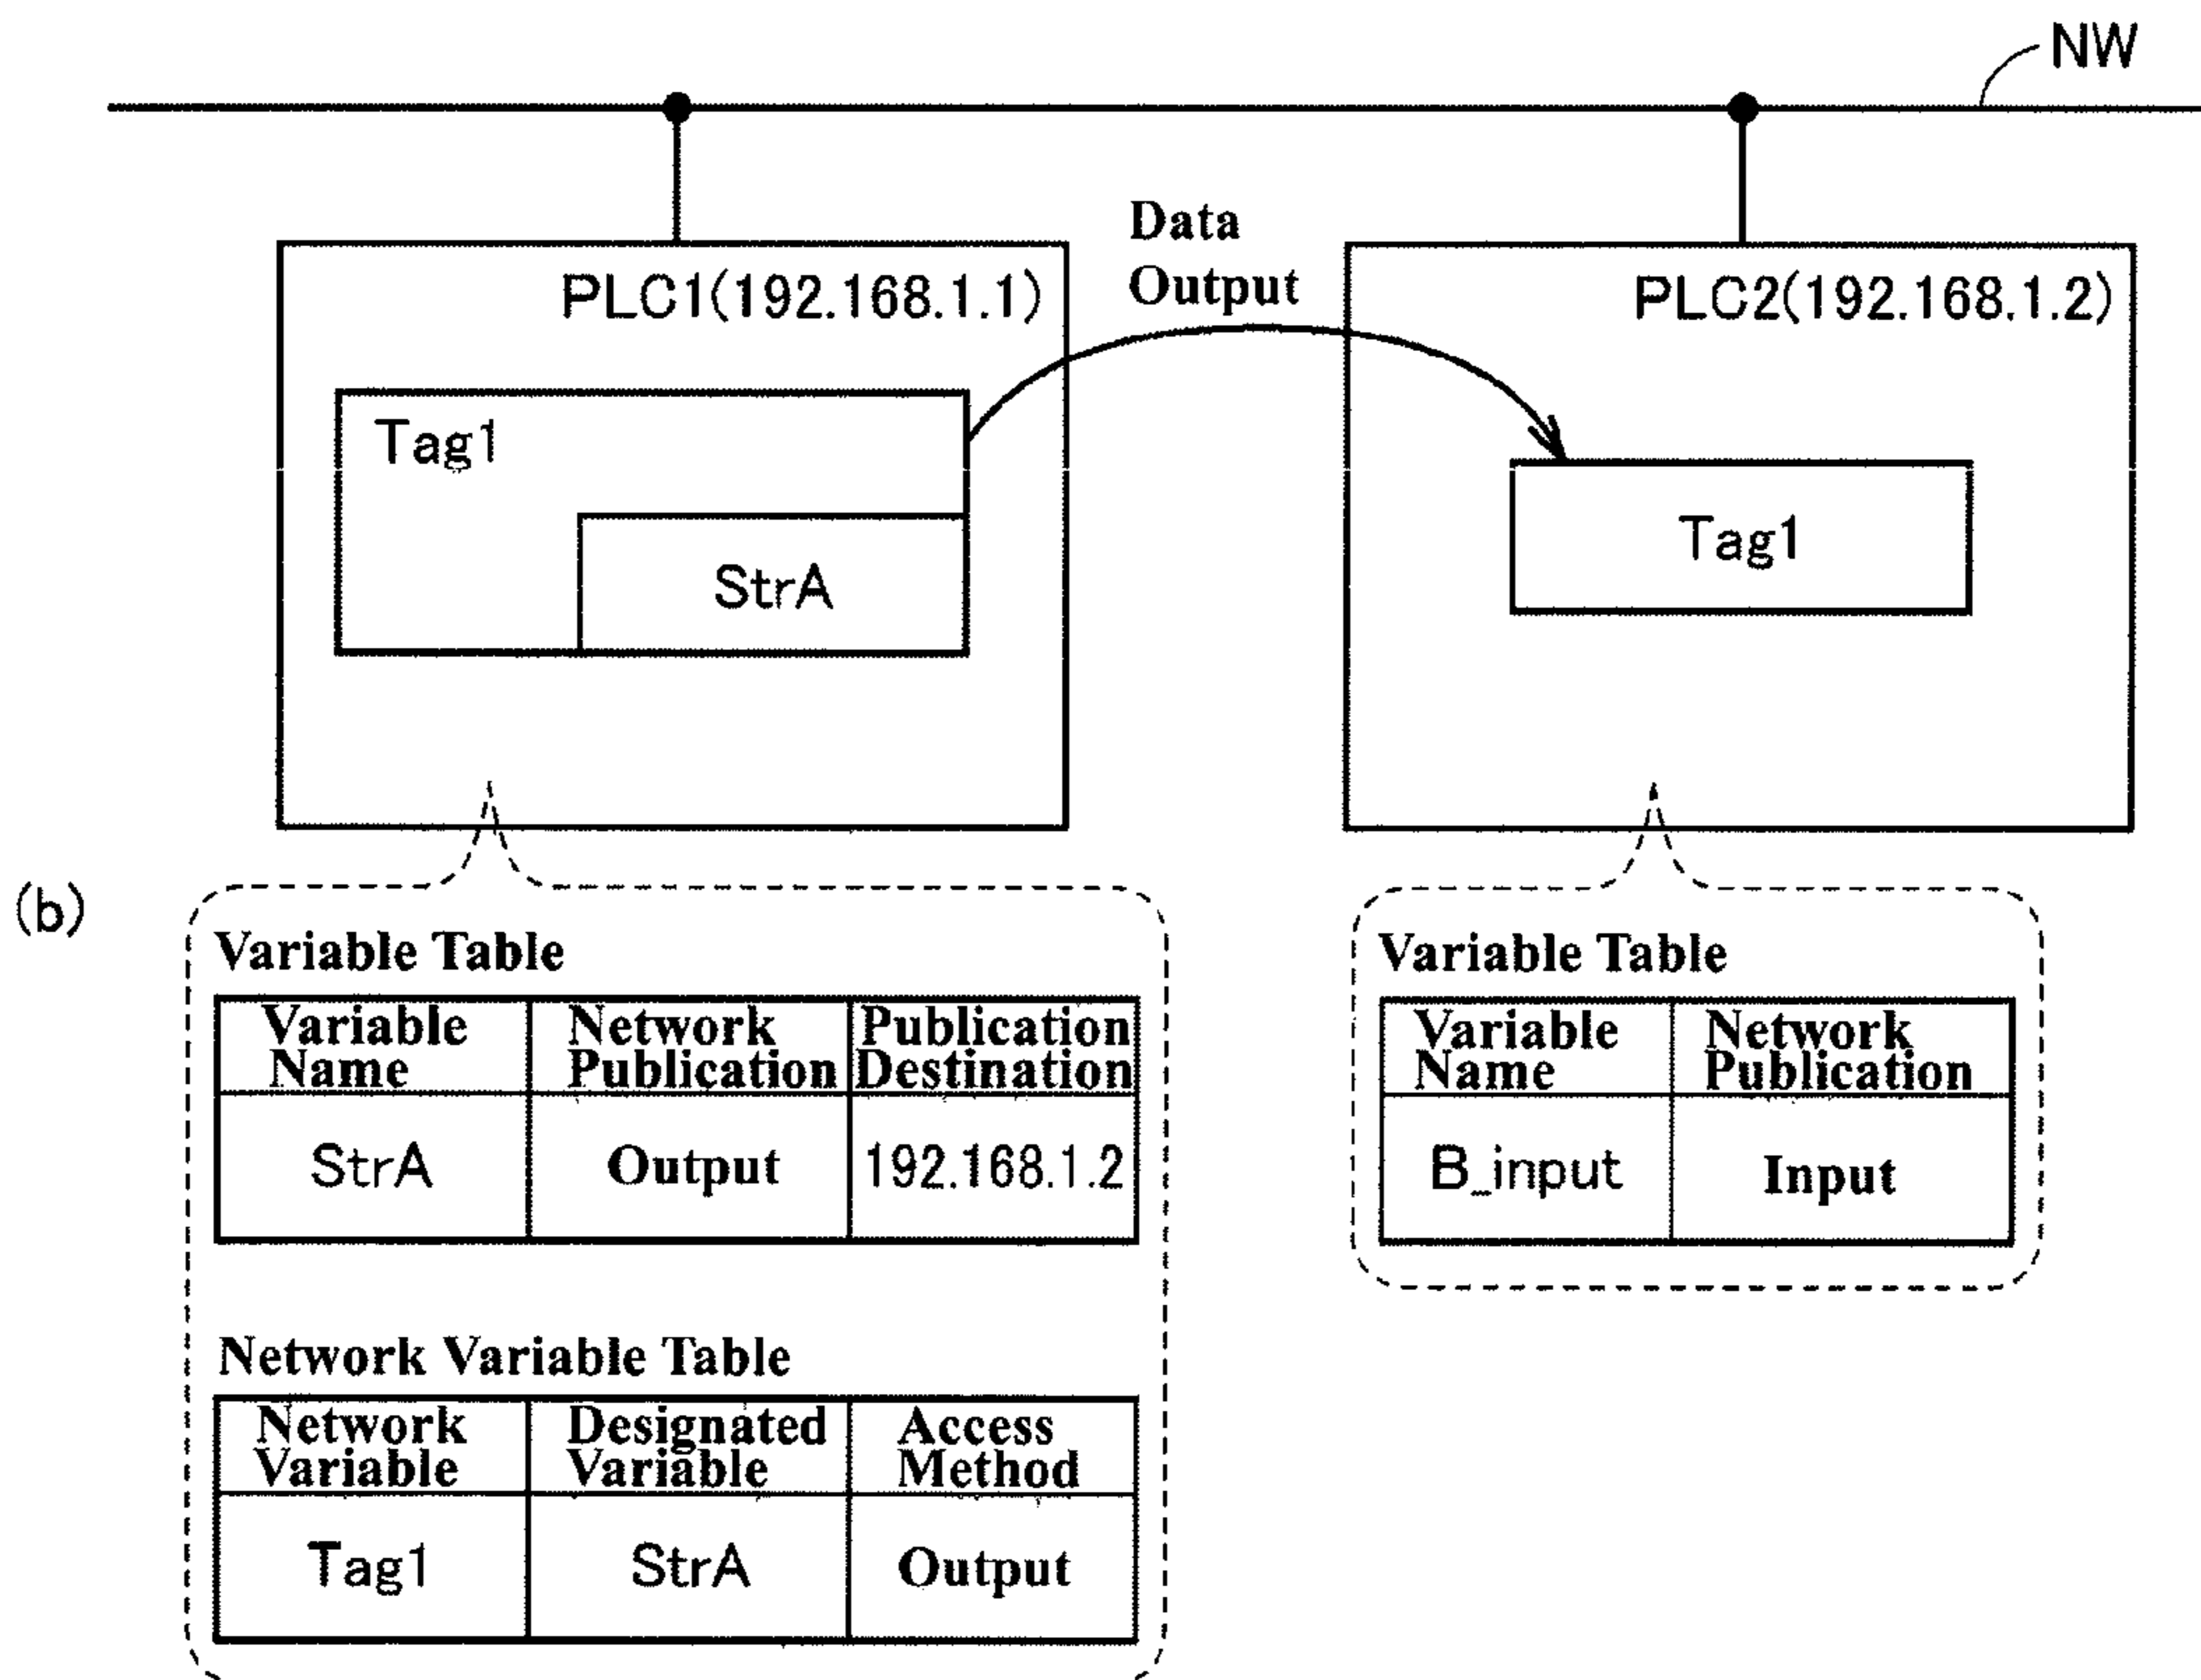 NW
Data
Output
PLC1(192.168.1.1)
PLC2(192.168.1.2)
Tag1
StrA
Tag1
(b)
Variable Table
Variable Name
Network Publication
Publication Destination
StrA
Output
192.168.1.2
Network Variable Table
Network Variable
Designated Variable
Access Method
Tag1
StrA
Output
Variable Table
Variable Name
Network Publication
B_input
Input